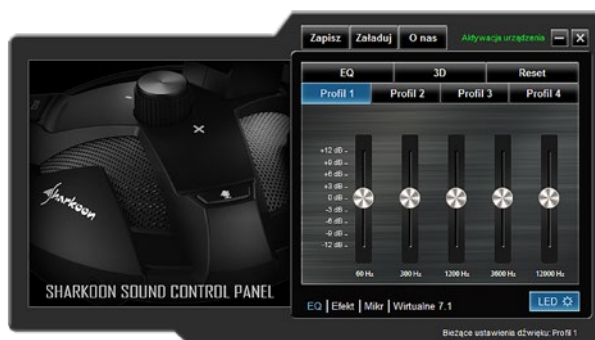 Zapisz Załaduj O nas Aktywacja urządzenia
EQ 3D Reset
Profil 1 Profil 2 Profil 3 Profil 4
+12 dB
+9 dB
+6 dB
+3 dB
0 dB
-3 dB
-6 dB
-9 dB
-12 dB
60 Hz 300 Hz 1200 Hz 3600 Hz 12000 Hz
Sharkoon
SHARKOON SOUND CONTROL PANEL
EQ | Efekt | Mikr | Wirtualne 7.1 LED
Bieżące ustawienia dźwięku: Profil 1